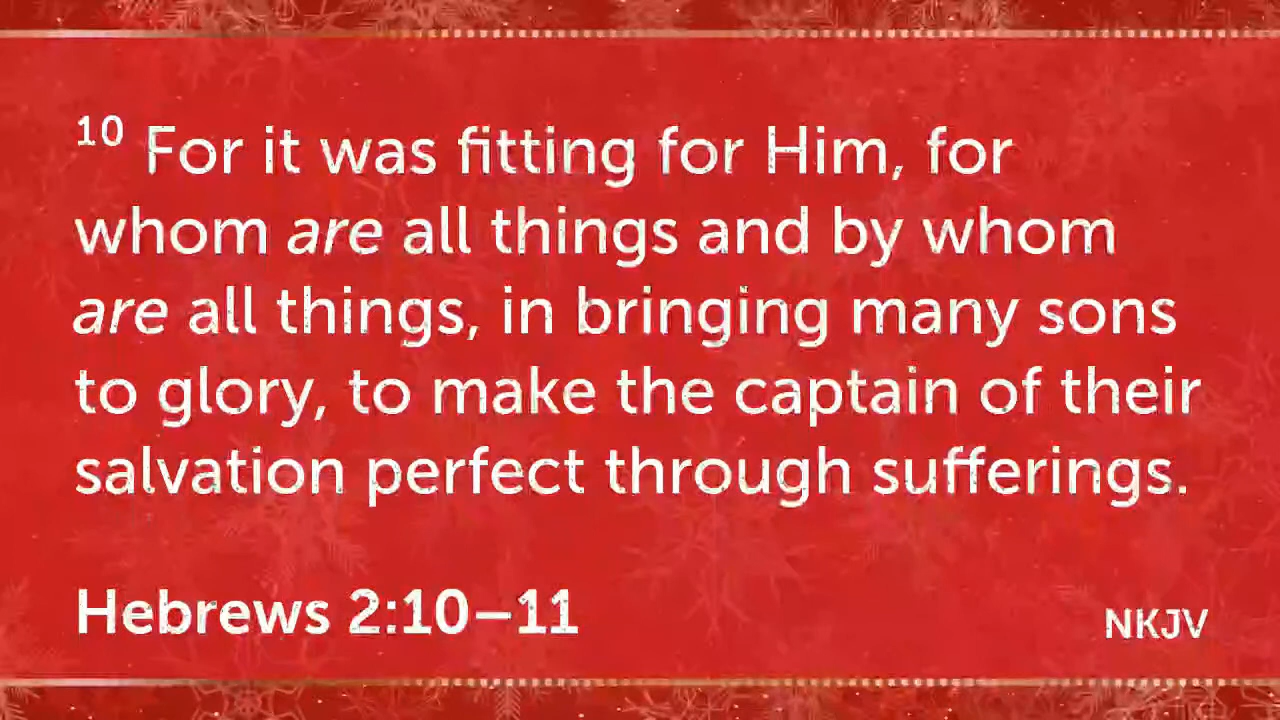 10 For it was fitting for Him, for
whom are all things and by whom
are all things, in bringing many sons
to glory, to make the captain of their
salvation perfect through sufferings.
Hebrews 2:10–11
NKJV